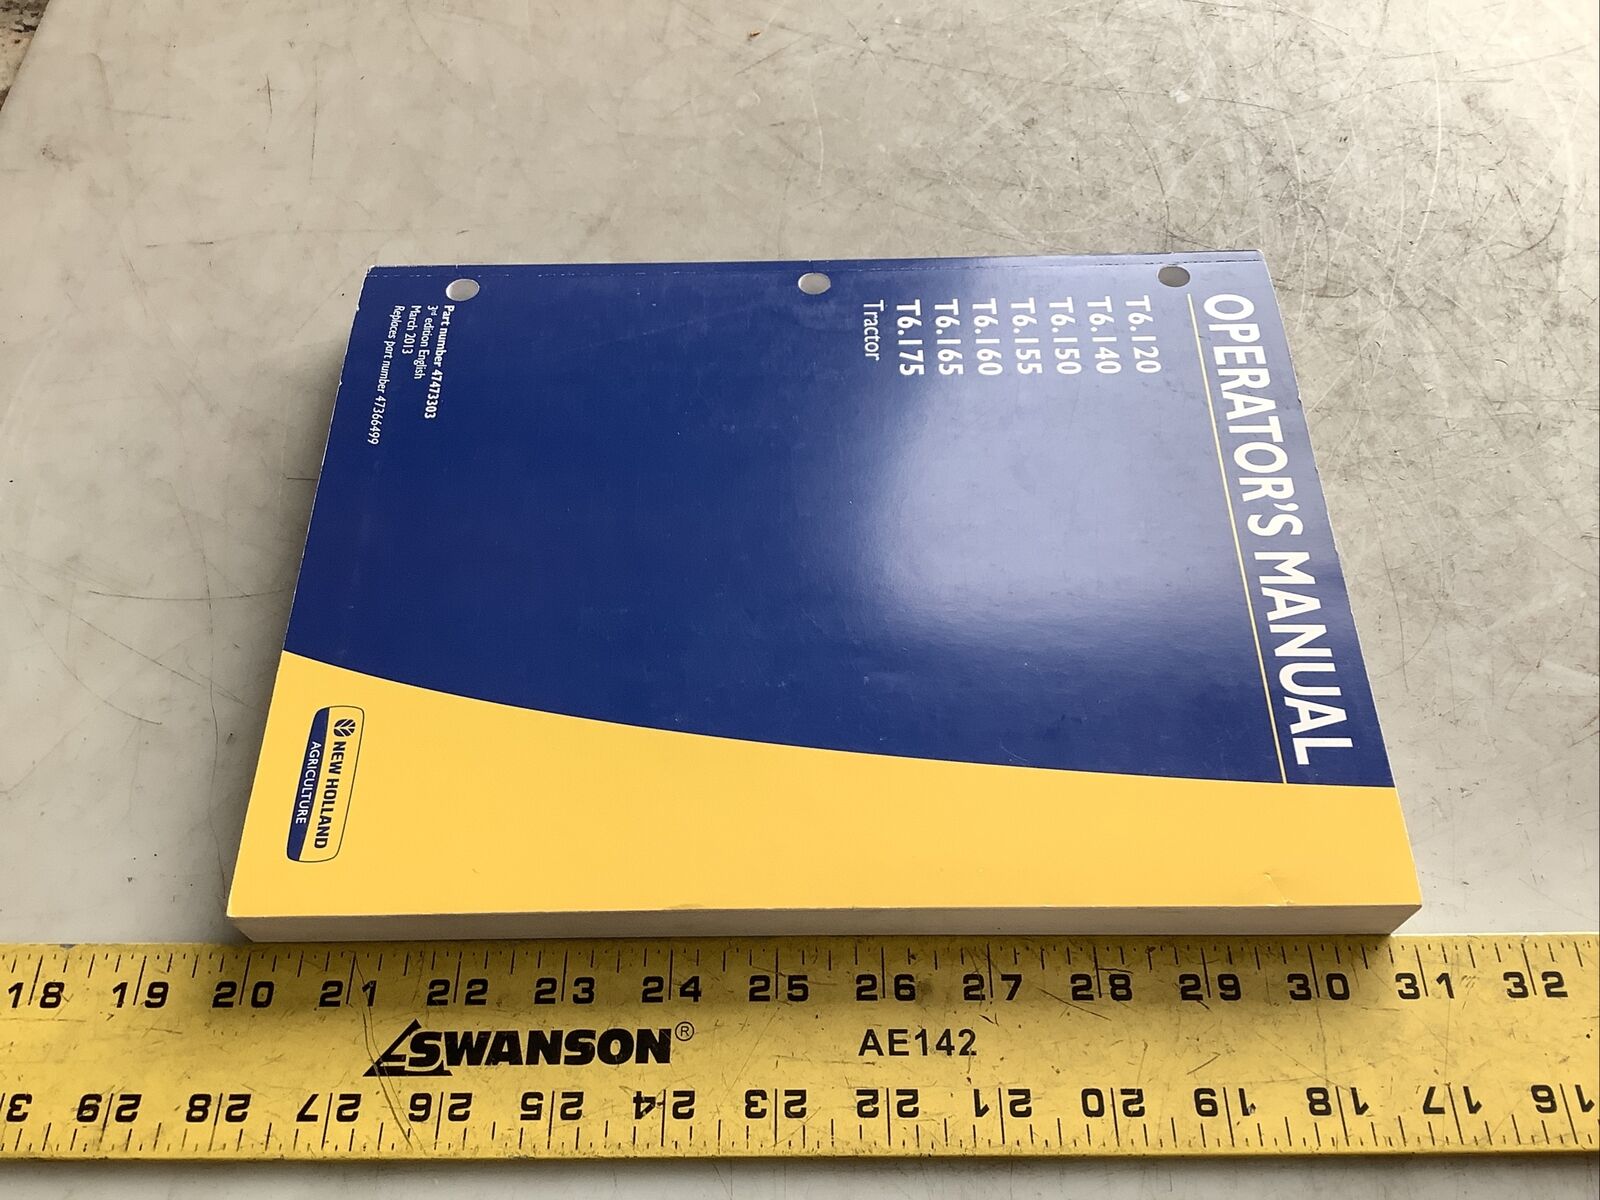 OPERATOR'S MANUAL
T6.120
T6.140
T6.150
T6.155
T6.160
T6.165
T6.175
Tractor
Part number 47473303
3rd edition English
March 2013
Replaces part number 47366499
NEW HOLLAND
AGRICULTURE
18 19 20 21 22 23 24 25 26 27 28 29 30 31 32
SWANSON® AE142
16 17 18 19 20 21 22 23 24 25 26 27 28 29 3